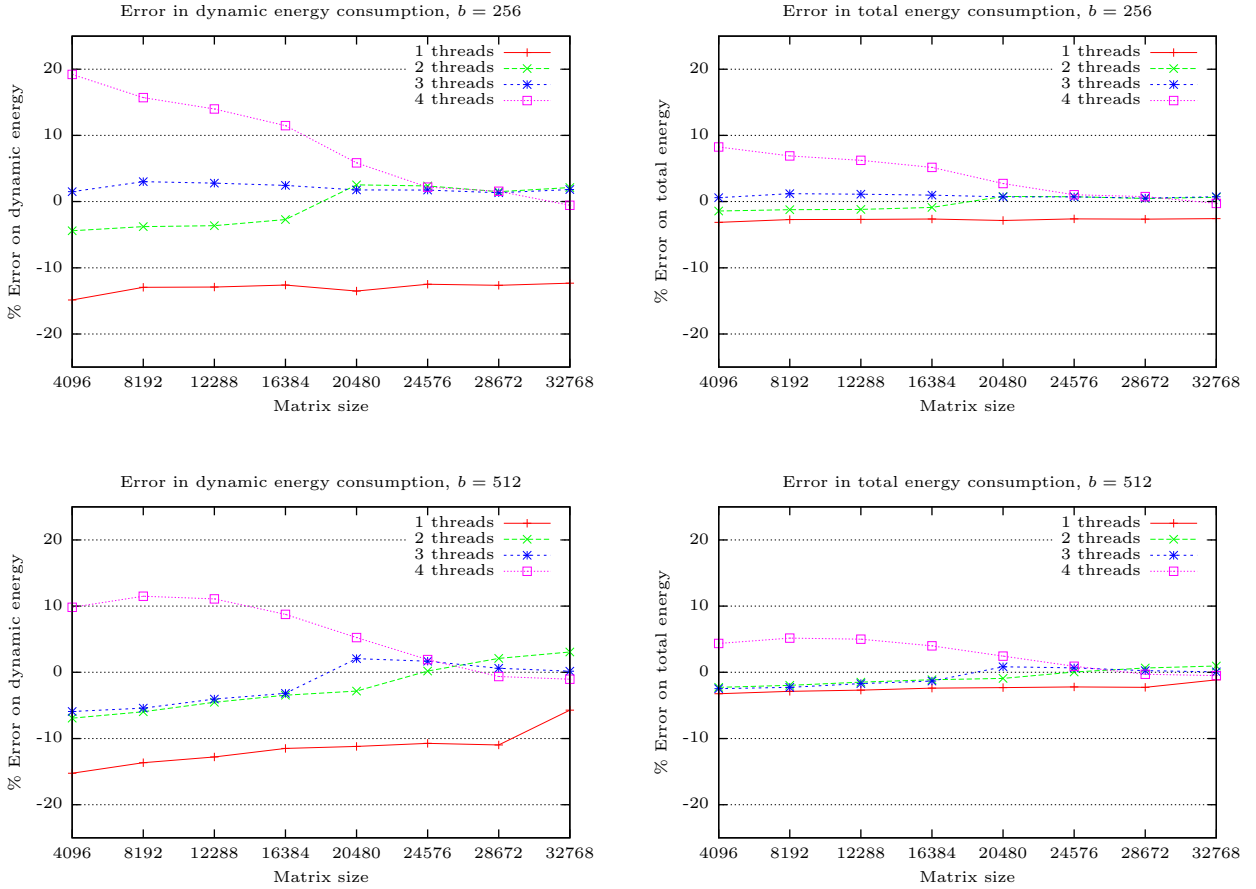 Error in dynamic energy consumption, b = 256
% Error on dynamic energy
20
10
0
-10
-20
1 threads
2 threads
3 threads
4 threads
4096 8192 12288 16384 20480 24576 28672 32768
Matrix size
Error in total energy consumption, b = 256
% Error on total energy
20
10
0
-10
-20
1 threads
2 threads
3 threads
4 threads
4096 8192 12288 16384 20480 24576 28672 32768
Matrix size
Error in dynamic energy consumption, b = 512
% Error on dynamic energy
20
10
0
-10
-20
1 threads
2 threads
3 threads
4 threads
4096 8192 12288 16384 20480 24576 28672 32768
Matrix size
Error in total energy consumption, b = 512
% Error on total energy
20
10
0
-10
-20
1 threads
2 threads
3 threads
4 threads
4096 8192 12288 16384 20480 24576 28672 32768
Matrix size